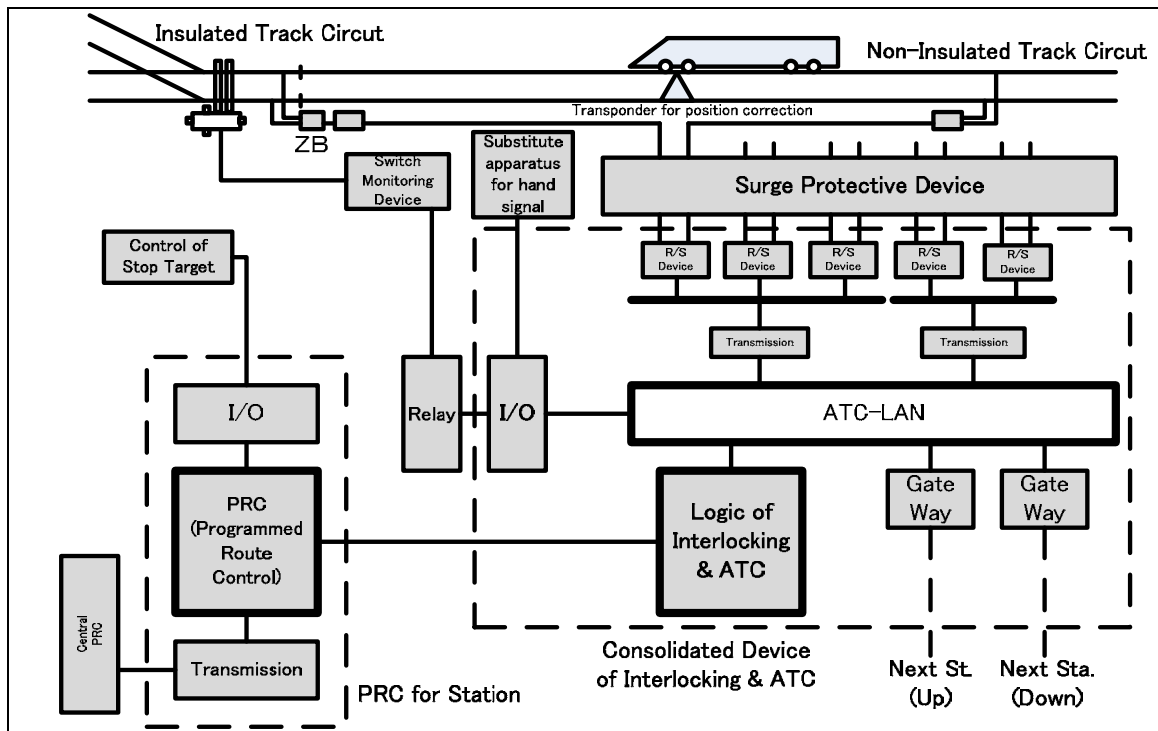 Insulated Track Circut
Non-Insulated Track Circut
Transponder for position correction
ZB
Switch
Monitoring
Device
Substitute
apparatus
for hand
signal
Surge Protective Device
Control of
Stop Target
R/S
Device
R/S
Device
R/S
Device
R/S
Device
R/S
Device
Transmission
Transmission
I/O
Relay
I/O
ATC-LAN
PRC
(Programmed
Route
Control)
Logic of
Interlocking
& ATC
Gate
Way
Gate
Way
Central
PRC
Transmission
PRC for Station
Consolidated Device
of Interlocking & ATC
Next St.
(Up)
Next Sta.
(Down)